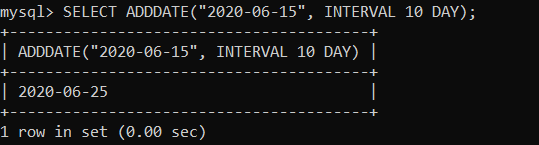 mysql> SELECT ADDDATE("2020-06-15", INTERVAL 10 DAY);
+----------------------------------------+
| ADDDATE("2020-06-15", INTERVAL 10 DAY) |
+----------------------------------------+
| 2020-06-25                             |
+----------------------------------------+
1 row in set (0.00 sec)